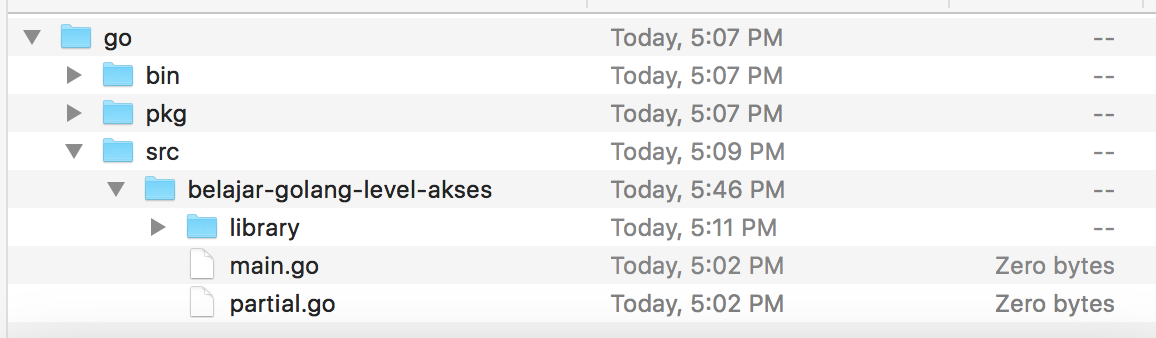 go Today, 5:07 PM --
bin Today, 5:07 PM --
pkg Today, 5:07 PM --
src Today, 5:09 PM --
belajar-golang-level-akses Today, 5:46 PM --
library Today, 5:11 PM --
main.go Today, 5:02 PM Zero bytes
partial.go Today, 5:02 PM Zero bytes